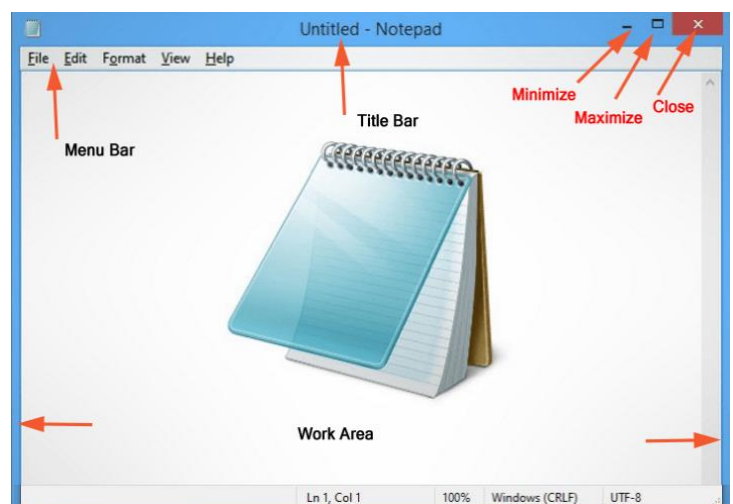 Untitled - Notepad
File Edit Format View Help
Minimize
Maximize
Close
Title Bar
Menu Bar
Work Area
Ln 1, Col 1 100% Windows (CRLF) UTF-8